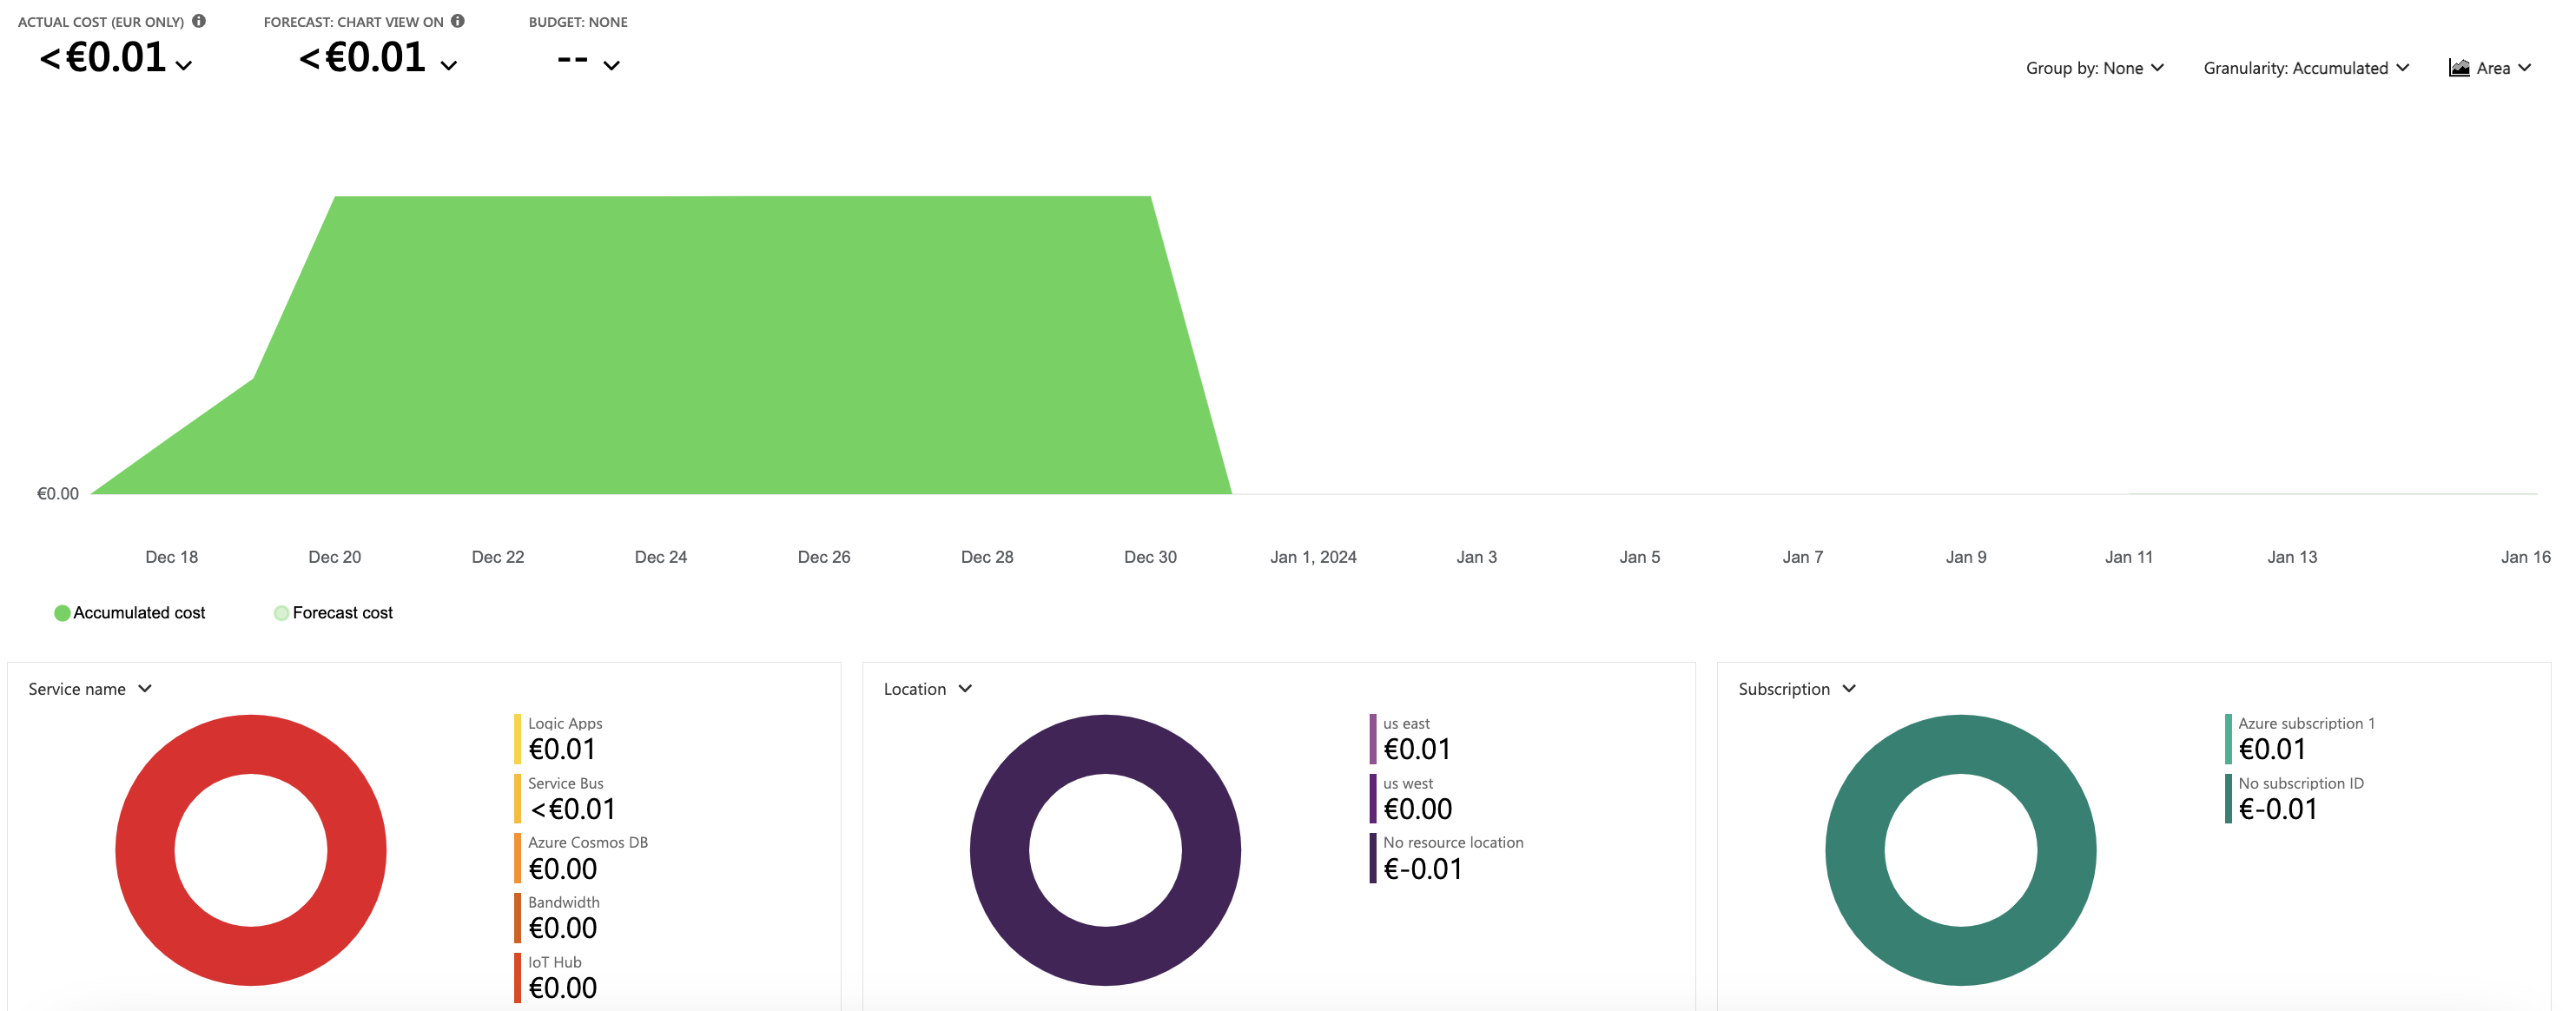 ACTUAL COST (EUR ONLY)
<€0.01
FORECAST: CHART VIEW ON
<€0.01
BUDGET: NONE
--
Group by: None
Granularity: Accumulated
Area
€0.00
Dec 18
Dec 20
Dec 22
Dec 24
Dec 26
Dec 28
Dec 30
Jan 1, 2024
Jan 3
Jan 5
Jan 7
Jan 9
Jan 11
Jan 13
Jan 16
Accumulated cost
Forecast cost
Service name
Logic Apps
€0.01
Service Bus
<€0.01
Azure Cosmos DB
€0.00
Bandwidth
€0.00
IoT Hub
€0.00
Location
us east
€0.01
us west
€0.00
No resource location
€-0.01
Subscription
Azure subscription 1
€0.01
No subscription ID
€-0.01